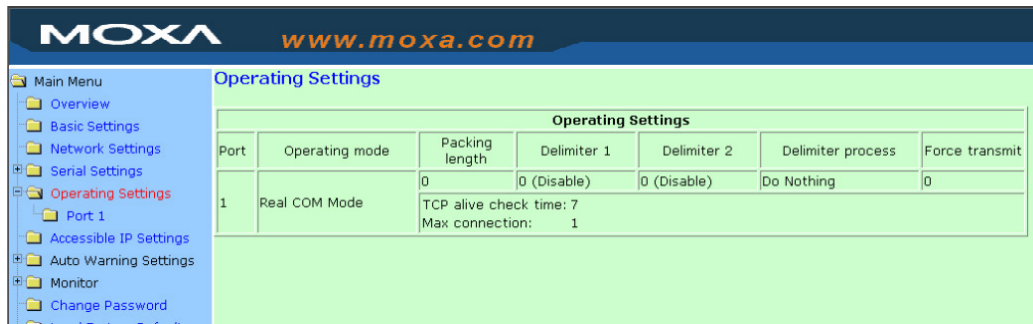 MOXA www.moxa.com
Main Menu
Overview
Basic Settings
Network Settings
Serial Settings
Operating Settings
Port 1
Accessible IP Settings
Auto Warning Settings
Monitor
Change Password
Operating Settings
Operating Settings
Port Operating mode Packing length Delimiter 1 Delimiter 2 Delimiter process Force transmit
1 Real COM Mode 0 0 (Disable) 0 (Disable) Do Nothing 0
TCP alive check time: 7
Max connection: 1